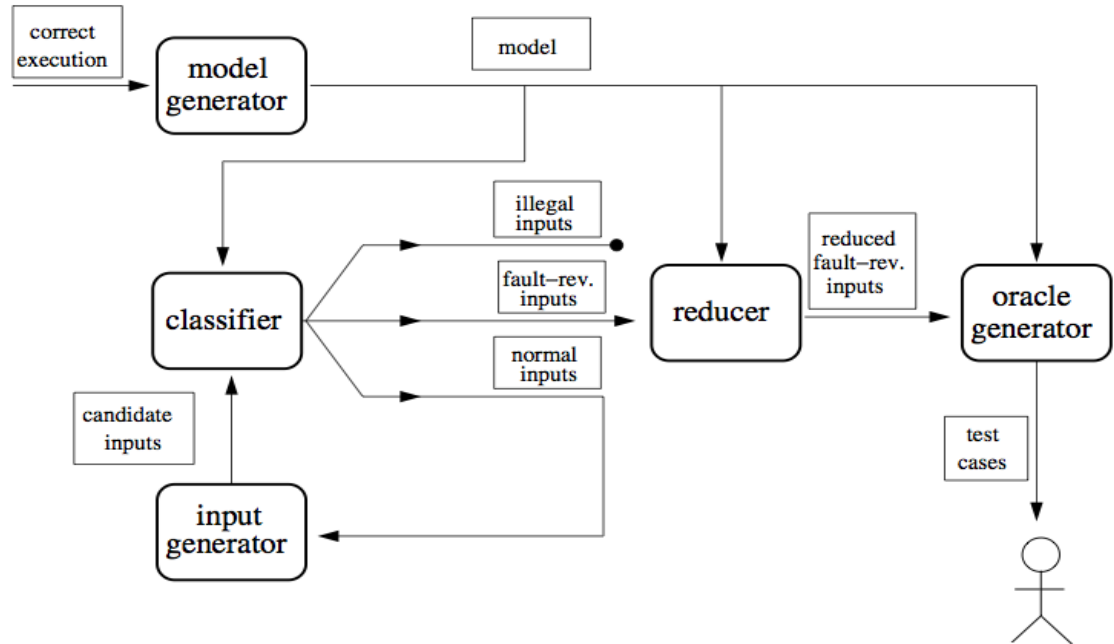 correct
execution
model
generator
model
illegal
inputs
fault−rev.
inputs
normal
inputs
classifier
reducer
reduced
fault−rev.
inputs
oracle
generator
candidate
inputs
input
generator
test
cases